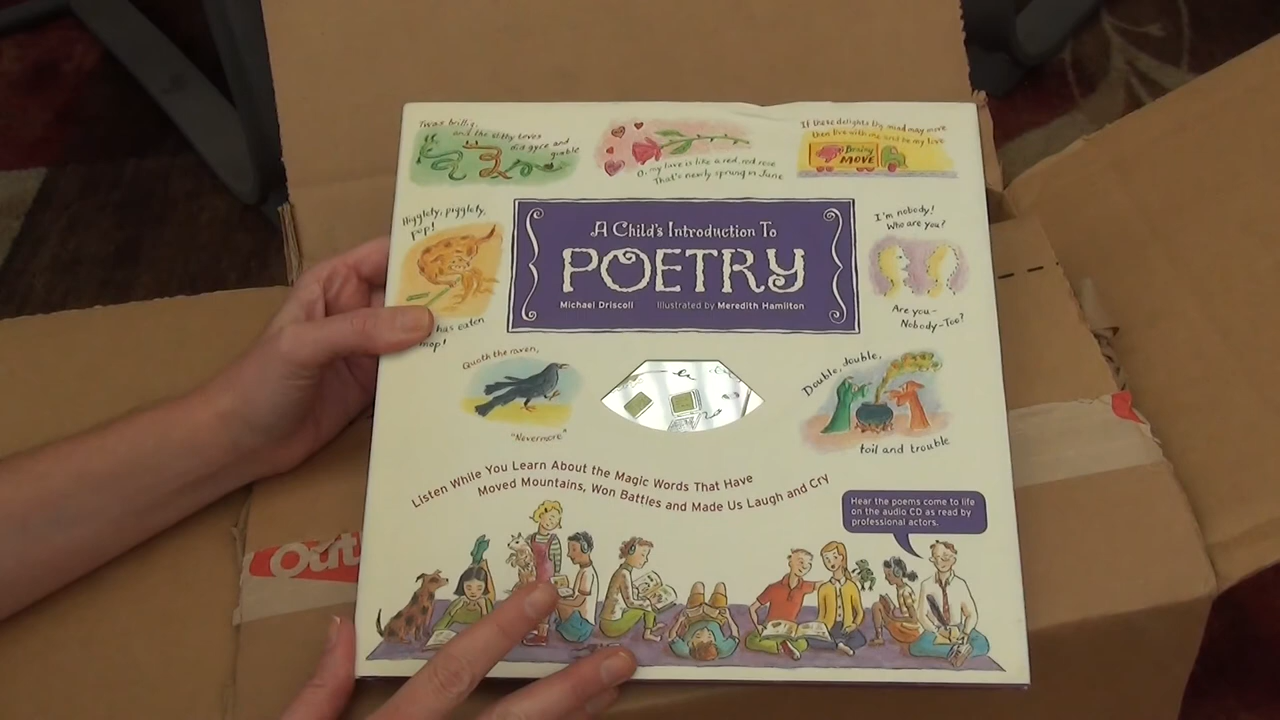 'Twas brillig,
and the slithy toves
did gyre and
gimble
O, my love is like a red, red rose
That's newly sprung in June
If these delights thy mind may move
then live with me and be my love
Brainy
MOVE
Higglety, pigglety,
pop!
has eaten
mop!
A Child's Introduction To
POETRY
Michael Driscoll Illustrated by Meredith Hamilton
I'm nobody!
Who are you?
Are you-
Nobody-Too?
Quoth the raven,
"Nevermore"
Double, double,
toil and trouble
Listen While You Learn About the Magic Words That Have
Moved Mountains, Won Battles and Made Us Laugh and Cry
Hear the poems come to life
on the audio CD as read by
professional actors.
Out